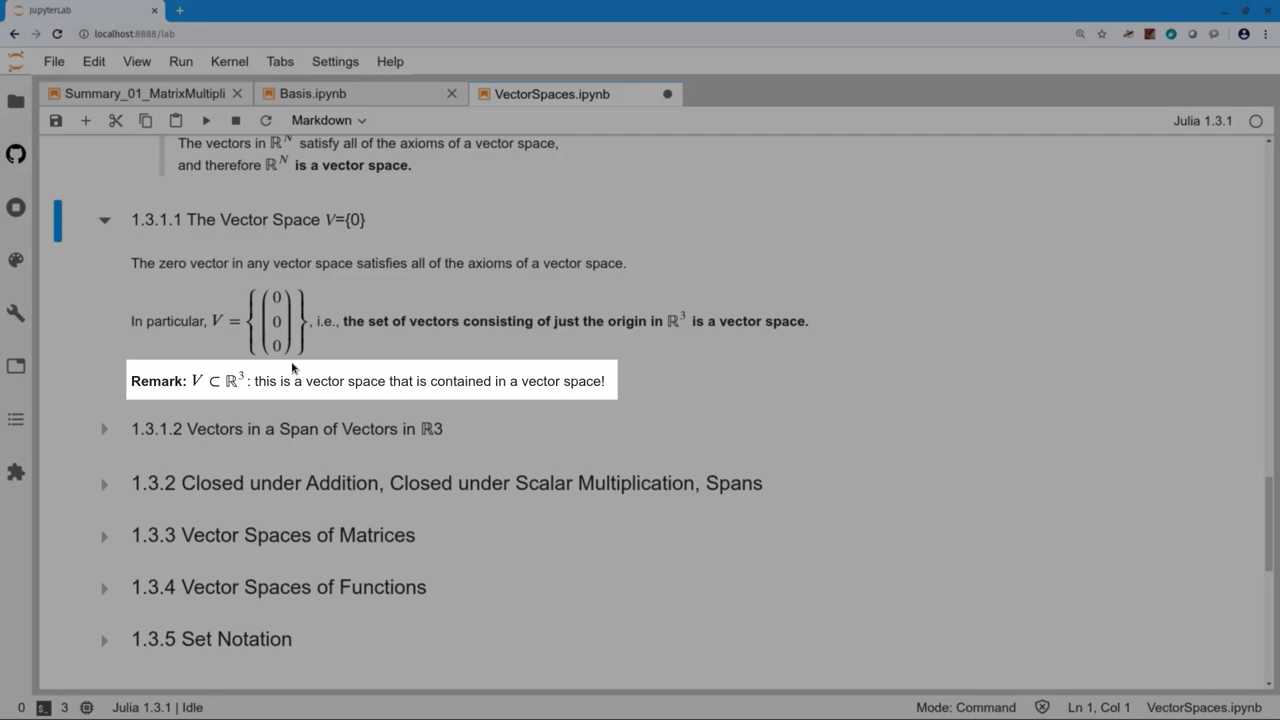 JupyterLab
localhost:8888/lab
File Edit View Run Kernel Tabs Settings Help
Summary_01_MatrixMultipli Basis.ipynb VectorSpaces.ipynb
Markdown Julia 1.3.1
The vectors in ℝᴺ satisfy all of the axioms of a vector space,
and therefore ℝᴺ is a vector space.
1.3.1.1 The Vector Space V={0}
The zero vector in any vector space satisfies all of the axioms of a vector space.
In particular, V = { ( 0 0 0 ) }, i.e., the set of vectors consisting of just the origin in ℝ³ is a vector space.
Remark: V ⊂ ℝ³ : this is a vector space that is contained in a vector space!
1.3.1.2 Vectors in a Span of Vectors in ℝ3
1.3.2 Closed under Addition, Closed under Scalar Multiplication, Spans
1.3.3 Vector Spaces of Matrices
1.3.4 Vector Spaces of Functions
1.3.5 Set Notation
0 $_ 3 Julia 1.3.1 | Idle Mode: Command Ln 1, Col 1 VectorSpaces.ipynb